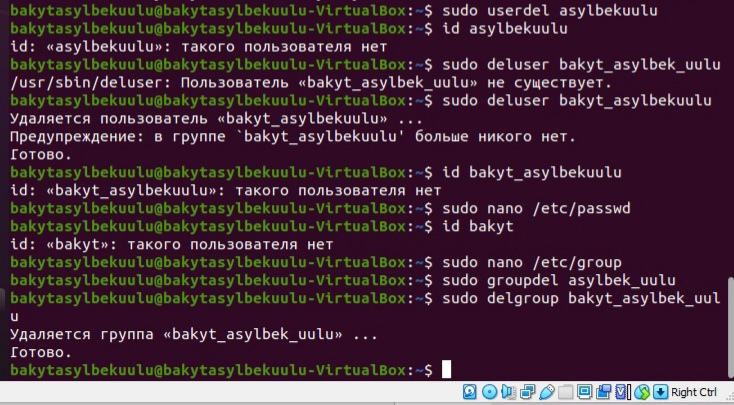 bakytasylbekuulu@bakytasylbekuulu-VirtualBox:~$ sudo userdel asylbekuulu
bakytasylbekuulu@bakytasylbekuulu-VirtualBox:~$ id asylbekuulu
id: «asylbekuulu»: такого пользователя нет
bakytasylbekuulu@bakytasylbekuulu-VirtualBox:~$ sudo deluser bakyt_asylbek_uulu
/usr/sbin/deluser: Пользователь «bakyt_asylbek_uulu» не существует.
bakytasylbekuulu@bakytasylbekuulu-VirtualBox:~$ sudo deluser bakyt_asylbekuulu
Удаляется пользователь «bakyt_asylbekuulu» ...
Предупреждение: в группе `bakyt_asylbekuulu' больше никого нет.
Готово.
bakytasylbekuulu@bakytasylbekuulu-VirtualBox:~$ id bakyt_asylbekuulu
id: «bakyt_asylbekuulu»: такого пользователя нет
bakytasylbekuulu@bakytasylbekuulu-VirtualBox:~$ sudo nano /etc/passwd
bakytasylbekuulu@bakytasylbekuulu-VirtualBox:~$ id bakyt
id: «bakyt»: такого пользователя нет
bakytasylbekuulu@bakytasylbekuulu-VirtualBox:~$ sudo nano /etc/group
bakytasylbekuulu@bakytasylbekuulu-VirtualBox:~$ sudo groupdel asylbek_uulu
bakytasylbekuulu@bakytasylbekuulu-VirtualBox:~$ sudo delgroup bakyt_asylbek_uul
u
Удаляется группа «bakyt_asylbek_uulu» ...
Готово.
bakytasylbekuulu@bakytasylbekuulu-VirtualBox:~$
Right Ctrl